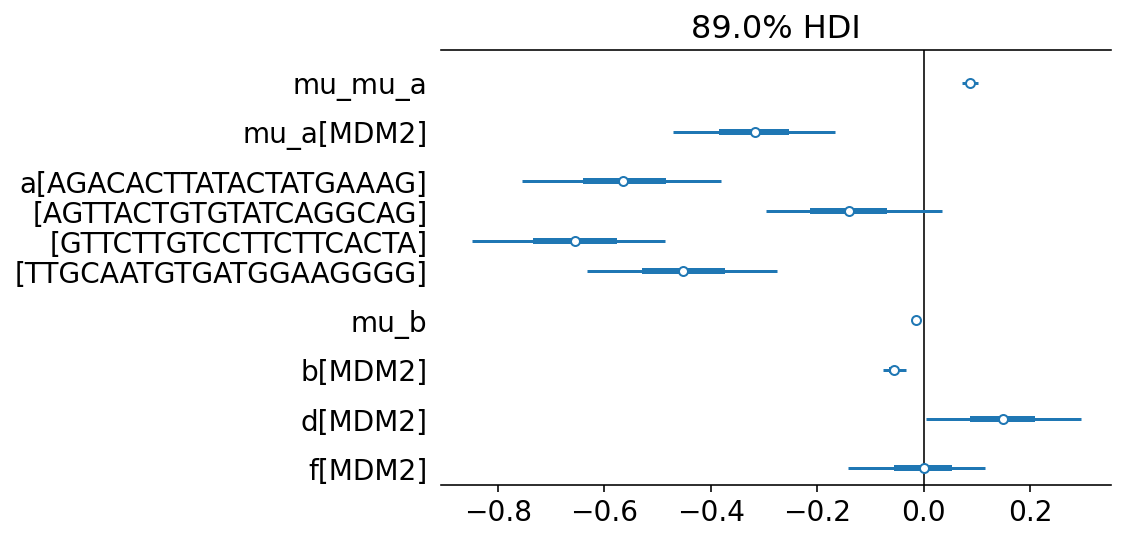 89.0% HDI
mu_mu_a
mu_a[MDM2]
a[AGACACTTATACTATGAAAG]
[AGTTACTGTGTATCAGGCAG]
[GTTCTTGTCCTTCTTCACTA]
[TTGCAATGTGATGGAAGGGG]
mu_b
b[MDM2]
d[MDM2]
f[MDM2]
−0.8 −0.6 −0.4 −0.2 0.0 0.2